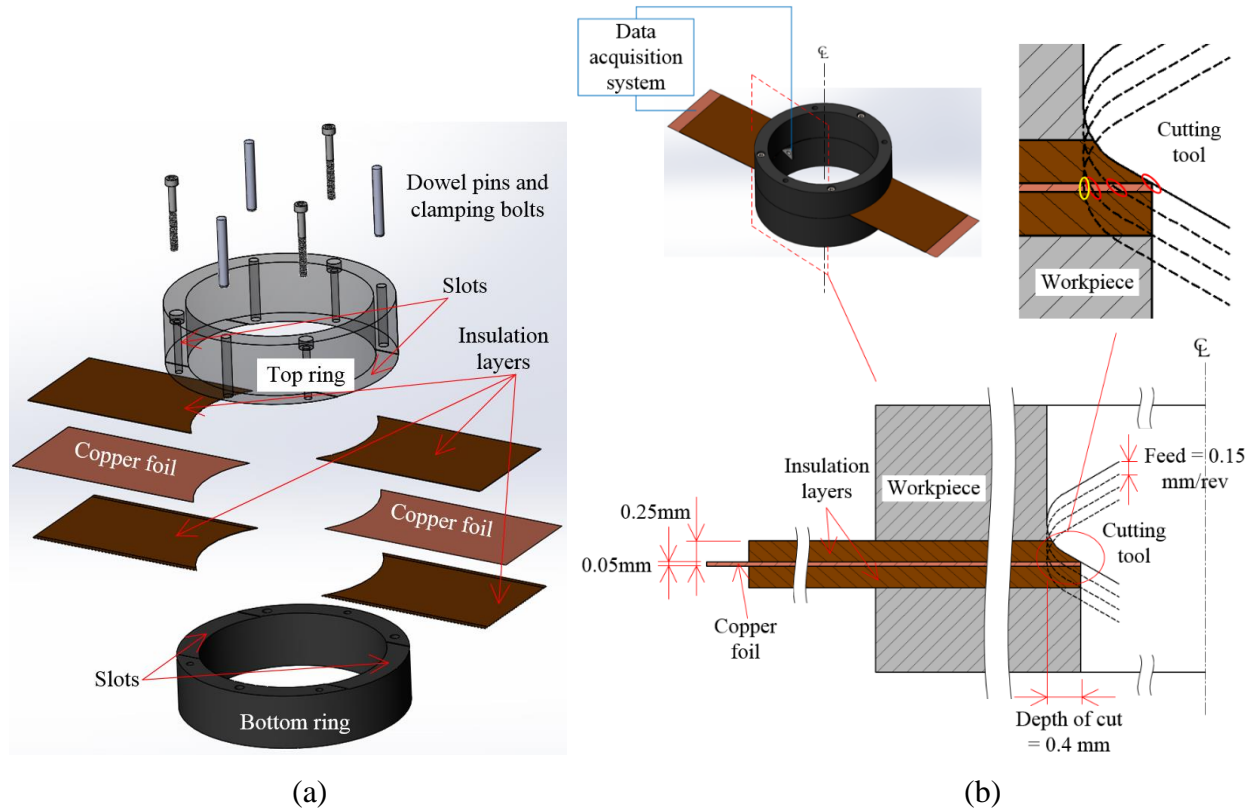 Dowel pins and
clamping bolts
Slots
Insulation
layers
Top ring
Copper foil
Copper foil
Slots
Bottom ring
(a)
Data
acquisition
system
℄
Cutting
tool
Workpiece
℄
Feed = 0.15
mm/rev
Insulation
layers
Workpiece
0.25mm
Cutting
tool
0.05mm
Copper
foil
Depth of cut
= 0.4 mm
(b)